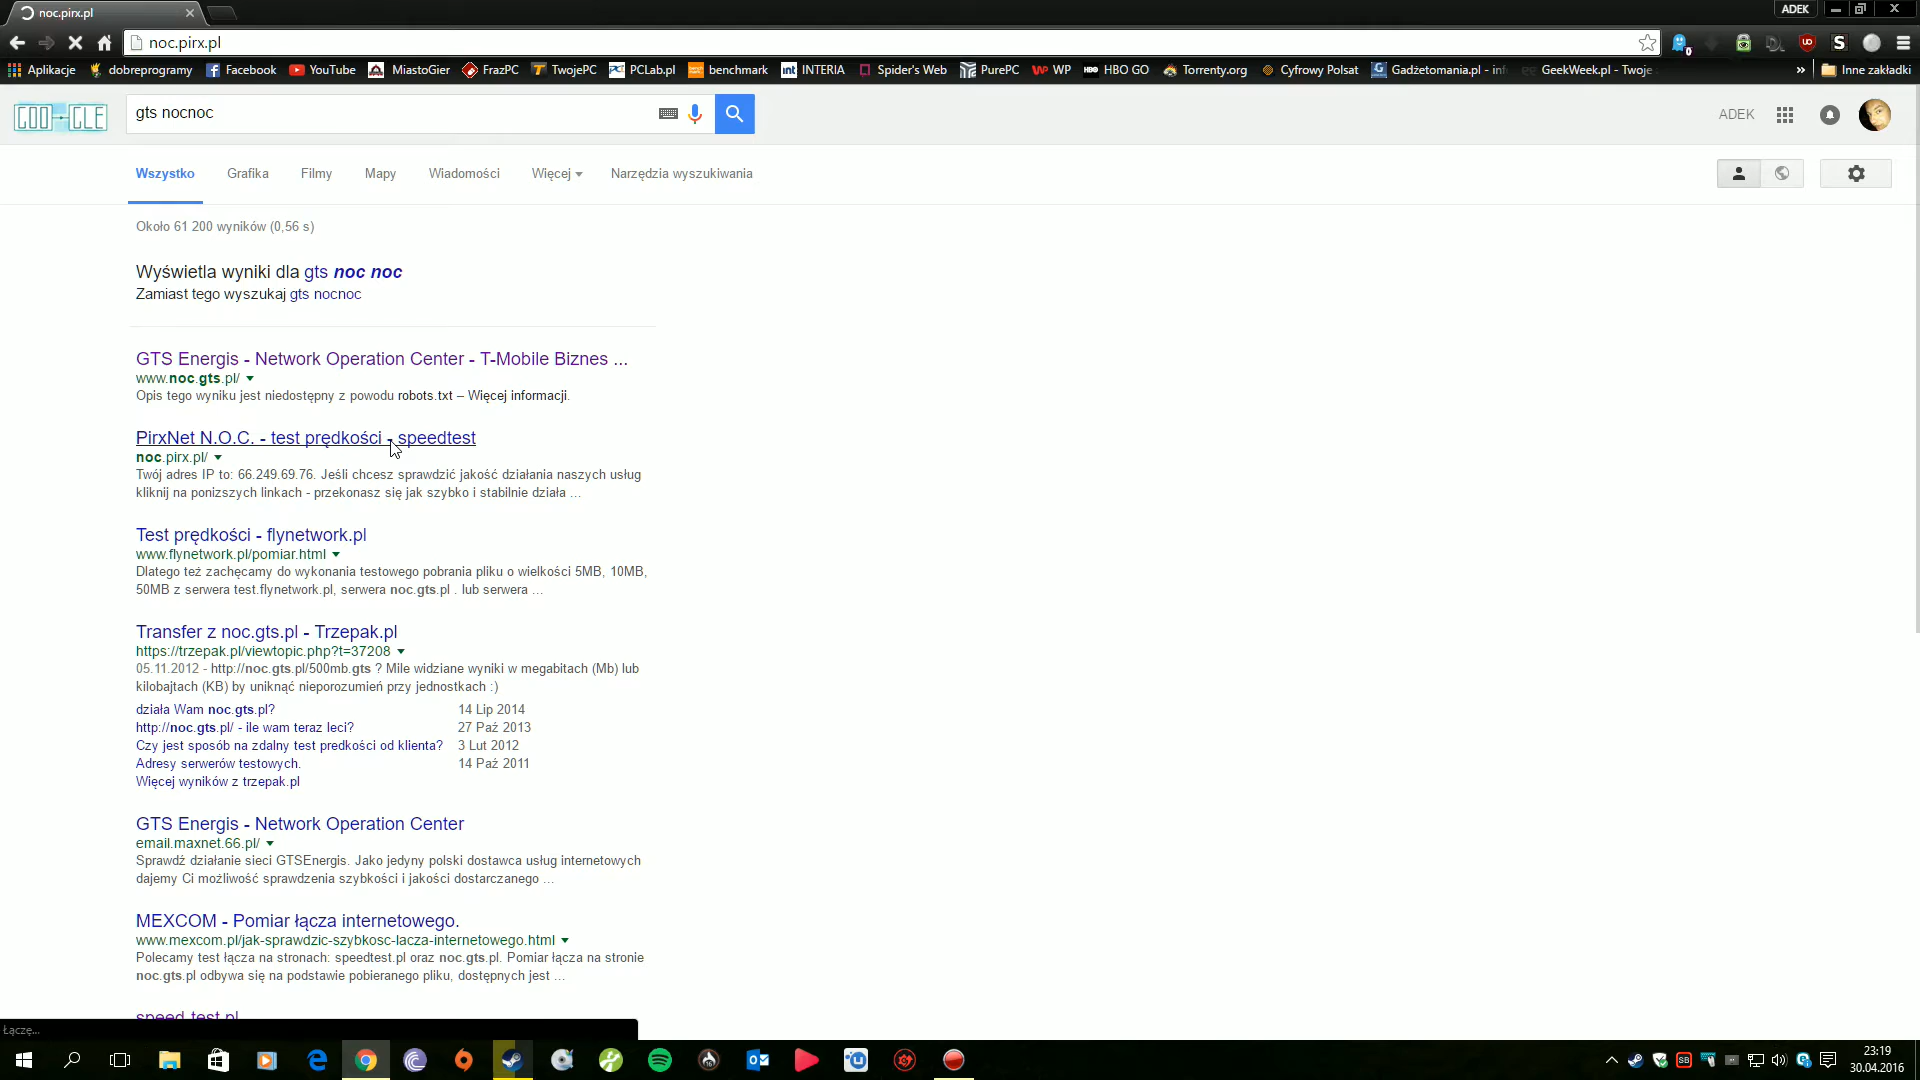 noc.pirx.pl
ADEK
noc.pirx.pl
Aplikacje
dobreprogramy
Facebook
YouTube
MiastoGier
FrazPC
TwojePC
PCLab.pl
benchmark
INTERIA
Spider's Web
PurePC
WP
HBO GO
Torrenty.org
Cyfrowy Polsat
Gadżetomania.pl - inf
GeekWeek.pl - Twoje
»
Inne zakładki
GOO-GLE
gts nocnoc
ADEK
Wszystko
Grafika
Filmy
Mapy
Wiadomości
Więcej
Narzędzia wyszukiwania
Około 61 200 wyników (0,56 s)
Wyświetla wyniki dla gts noc noc
Zamiast tego wyszukaj gts nocnoc
GTS Energis - Network Operation Center - T-Mobile Biznes ...
www.noc.gts.pl/
Opis tego wyniku jest niedostępny z powodu robots.txt – Więcej informacji.
PirxNet N.O.C. - test prędkości - speedtest
noc.pirx.pl/
Twój adres IP to: 66.249.69.76. Jeśli chcesz sprawdzić jakość działania naszych usług
kliknij na ponizszych linkach - przekonasz się jak szybko i stabilnie działa ...
Test prędkości - flynetwork.pl
www.flynetwork.pl/pomiar.html
Dlatego też zachęcamy do wykonania testowego pobrania pliku o wielkości 5MB, 10MB,
50MB z serwera test.flynetwork.pl, serwera noc.gts.pl . lub serwera ...
Transfer z noc.gts.pl - Trzepak.pl
https://trzepak.pl/viewtopic.php?t=37208
05.11.2012 - http://noc.gts.pl/500mb.gts ? Mile widziane wyniki w megabitach (Mb) lub
kilobajtach (KB) by uniknąć nieporozumień przy jednostkach :)
działa Wam noc.gts.pl? 14 Lip 2014
http://noc.gts.pl/ - ile wam teraz leci? 27 Paź 2013
Czy jest sposób na zdalny test predkości od klienta? 3 Lut 2012
Adresy serwerów testowych. 14 Paź 2011
Więcej wyników z trzepak.pl
GTS Energis - Network Operation Center
email.maxnet.66.pl/
Sprawdź działanie sieci GTSEnergis. Jako jedyny polski dostawca usług internetowych
dajemy Ci możliwość sprawdzenia szybkości i jakości dostarczanego ...
MEXCOM - Pomiar łącza internetowego.
www.mexcom.pl/jak-sprawdzic-szybkosc-lacza-internetowego.html
Polecamy test łącza na stronach: speedtest.pl oraz noc.gts.pl. Pomiar łącza na stronie
noc.gts.pl odbywa się na podstawie pobieranego pliku, dostępnych jest ...
speed-test.pl
Łączę...
23:19
30.04.2016